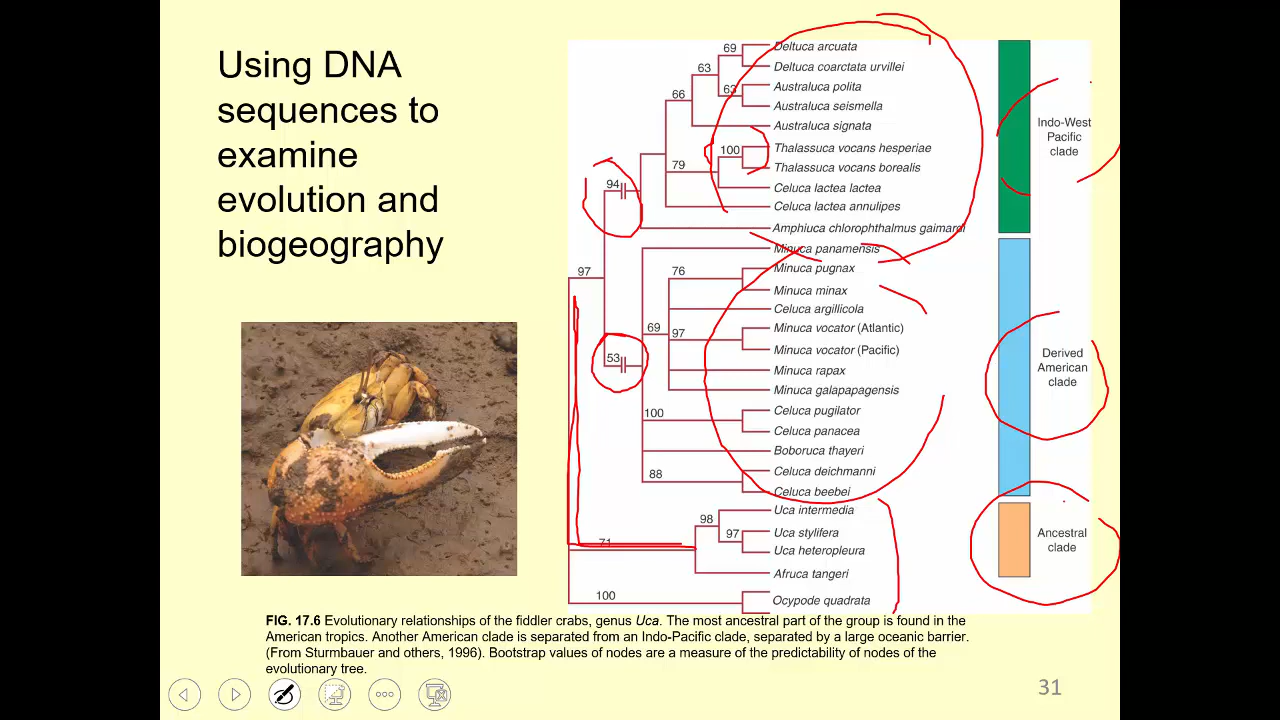 Using DNA
sequences to
examine
evolution and
biogeography
69
Deltuca arcuata
63
Deltuca coarctata urvillei
66
63
Australuca polita
Australuca seismella
Australuca signata
100
Thalassuca vocans hesperiae
79
Thalassuca vocans borealis
94
Celuca lactea lactea
Celuca lactea annulipes
Amphiuca chlorophthalmus gaimardi
97
Minuca panamensis
76
Minuca pugnax
Minuca minax
Celuca argillicola
69
97
Minuca vocator (Atlantic)
53
Minuca vocator (Pacific)
Minuca rapax
Minuca galapapagensis
100
Celuca pugilator
Celuca panacea
Boboruca thayeri
88
Celuca deichmanni
Celuca beebei
98
Uca intermedia
97
Uca stylifera
71
Uca heteropleura
Afruca tangeri
100
Ocypode quadrata
Indo-West
Pacific
clade
Derived
American
clade
Ancestral
clade
FIG. 17.6 Evolutionary relationships of the fiddler crabs, genus Uca. The most ancestral part of the group is found in the
American tropics. Another American clade is separated from an Indo-Pacific clade, separated by a large oceanic barrier.
(From Sturmbauer and others, 1996). Bootstrap values of nodes are a measure of the predictability of nodes of the
evolutionary tree.
31